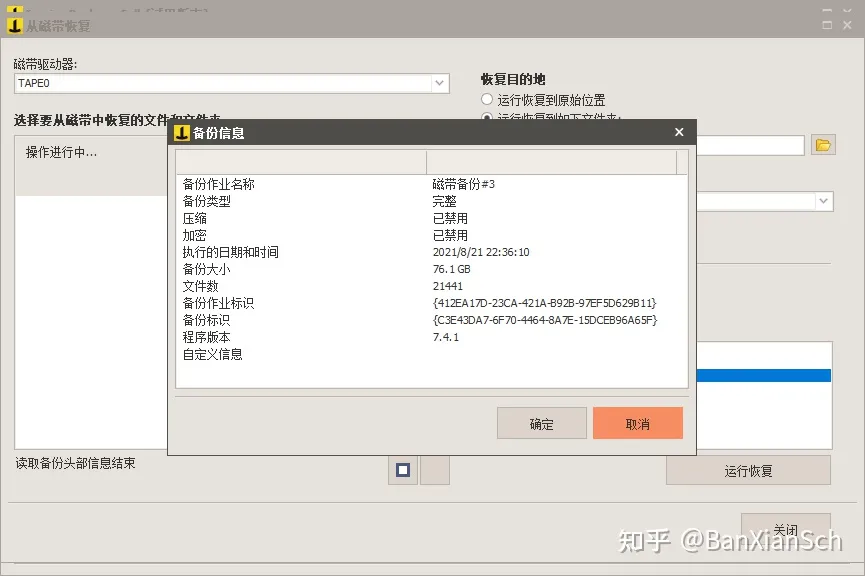 从磁带恢复
磁带驱动器:
TAPE0
恢复目的地
运行恢复到原始位置
运行恢复到如下文件夹:
选择要从磁带中恢复的文件和文件夹
操作进行中...
备份信息
备份作业名称 磁带备份#3
备份类型 完整
压缩 已禁用
加密 已禁用
执行的日期和时间 2021/8/21 22:36:10
备份大小 76.1 GB
文件数 21441
备份作业标识 {412EA17D-23CA-421A-B92B-97EF5D629B11}
备份标识 {C3E43DA7-6F70-4464-8A7E-15DCEB96A65F}
程序版本 7.4.1
自定义信息
确定
取消
读取备份头部信息结束
运行恢复
关闭
知乎 @BanXianSch